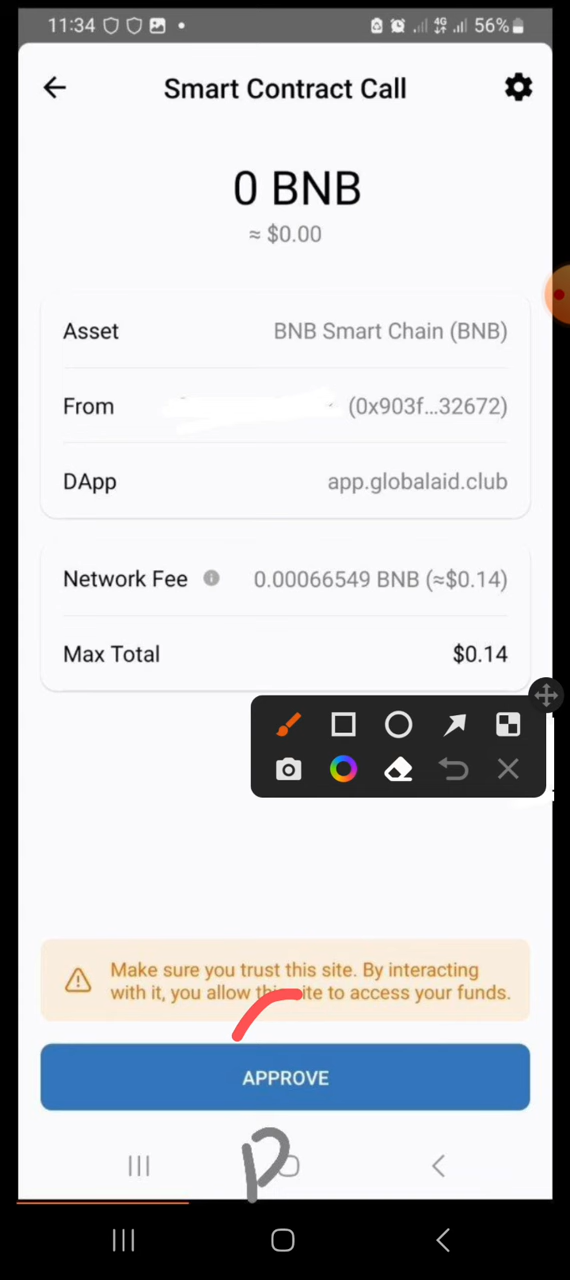 11:34 4G 56%
Smart Contract Call
0 BNB
≈ $0.00
Asset BNB Smart Chain (BNB)
From (0x903f...32672)
DApp app.globalaid.club
Network Fee 0.00066549 BNB (≈$0.14)
Max Total $0.14
Make sure you trust this site. By interacting
with it, you allow this site to access your funds.
APPROVE
P